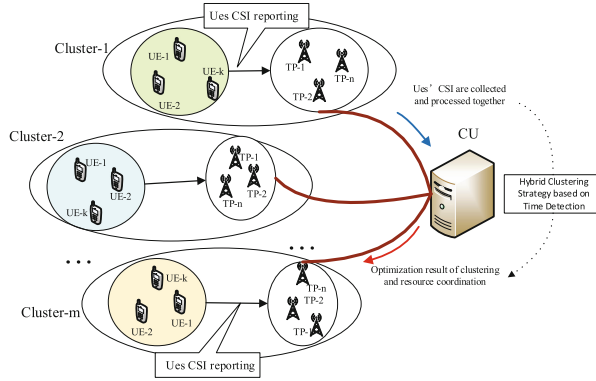 Ues CSI reporting
Cluster-1
UE-1
UE-k
UE-2
TP-1
TP-n
TP-2
Ues’ CSI are collected
and processed together
CU
Cluster-2
UE-1
UE-2
UE-k
TP-1
TP-2
TP-n
Hybrid Clustering
Strategy based on
Time Detection
...
...
Optimization result of clustering
and resource coordination
Cluster-m
UE-k
UE-1
UE-2
TP-n
TP-2
TP-1
Ues CSI reporting